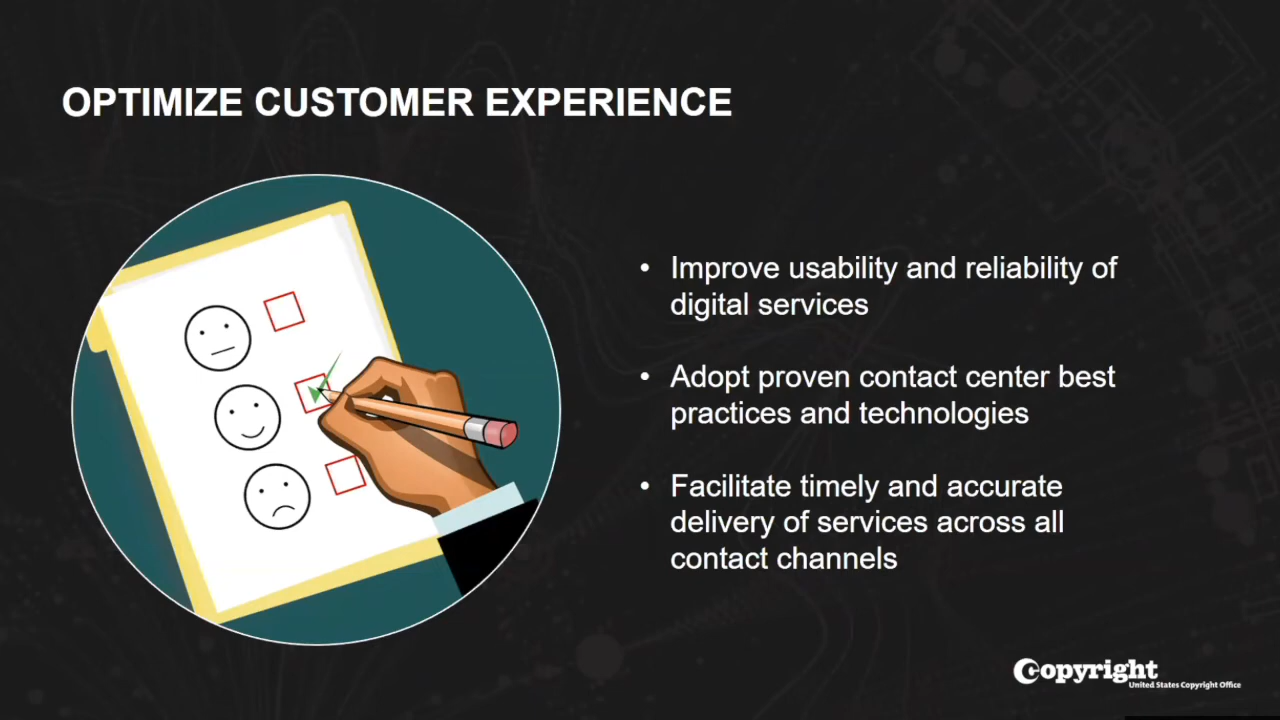 OPTIMIZE CUSTOMER EXPERIENCE
• Improve usability and reliability of
digital services
• Adopt proven contact center best
practices and technologies
• Facilitate timely and accurate
delivery of services across all
contact channels
Copyright
United States Copyright Office